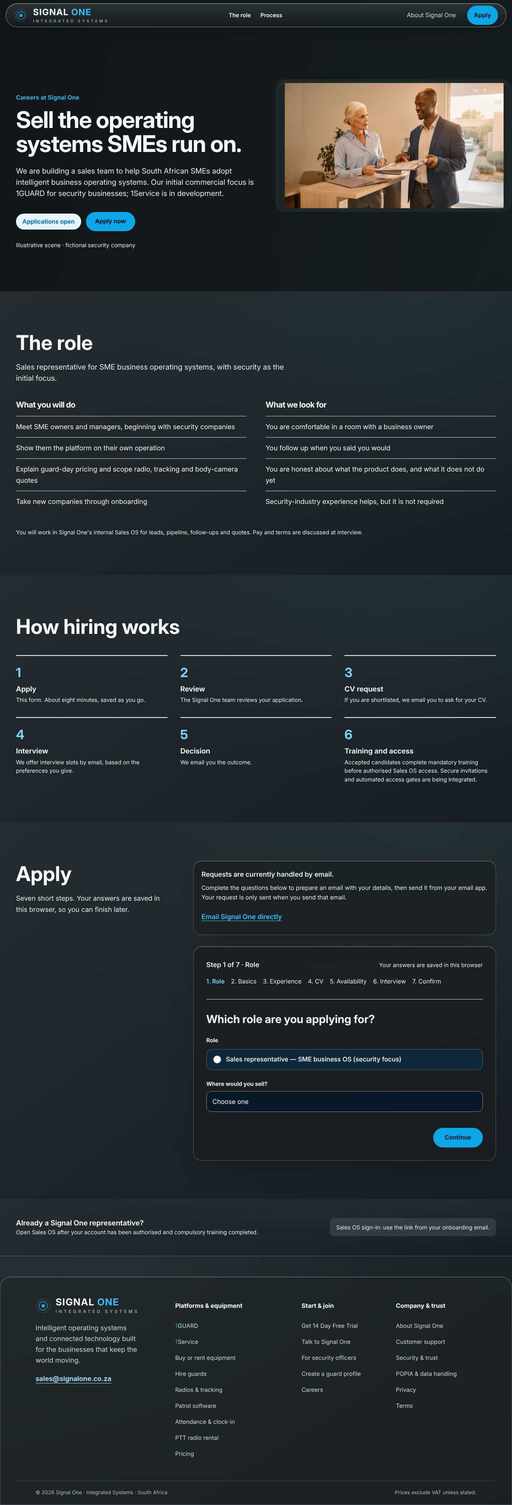 SIGNAL ONE
INTEGRATED SYSTEMS
The role
Process
About Signal One
Apply
Careers at Signal One
Sell the operating
systems SMEs run on.
We are building a sales team to help South African SMEs adopt
intelligent business operating systems. Our initial commercial focus is
1GUARD for security businesses; 1Service is in development.
Applications open
Apply now
Illustrative scene · fictional security company
The role
Sales representative for SME business operating systems, with security as the
initial focus.
What you will do
Meet SME owners and managers, beginning with security companies
Show them the platform on their own operation
Explain guard-day pricing and scope radio, tracking and body-camera
quotes
Take new companies through onboarding
What we look for
You are comfortable in a room with a business owner
You follow up when you said you would
You are honest about what the product does, and what it does not do
yet
Security-industry experience helps, but it is not required
You will work in Signal One's internal Sales OS for leads, pipeline, follow-ups and quotes. Pay and terms are discussed at interview.
How hiring works
1
Apply
This form. About eight minutes, saved as you go.
2
Review
The Signal One team reviews your application.
3
CV request
If you are shortlisted, we email you to ask for your CV.
4
Interview
We offer interview slots by email, based on the
preferences you give.
5
Decision
We email you the outcome.
6
Training and access
Accepted candidates complete mandatory training
before authorised Sales OS access. Secure invitations
and automated access gates are being integrated.
Apply
Seven short steps. Your answers are saved in
this browser, so you can finish later.
Requests are currently handled by email.
Complete the questions below to prepare an email with your details, then send it from your email app.
Your request is only sent when you send that email.
Email Signal One directly
Step 1 of 7 · Role
Your answers are saved in this browser
1. Role 2. Basics 3. Experience 4. CV 5. Availability 6. Interview 7. Confirm
Which role are you applying for?
Role
Sales representative — SME business OS (security focus)
Where would you sell?
Choose one
Continue
Already a Signal One representative?
Open Sales OS after your account has been authorised and compulsory training completed.
Sales OS sign-in: use the link from your onboarding email.
SIGNAL ONE
INTEGRATED SYSTEMS
Intelligent operating systems
and connected technology built
for the businesses that keep the
world moving.
sales@signalone.co.za
Platforms & equipment
1GUARD
1Service
Buy or rent equipment
Hire guards
Radios & tracking
Patrol software
Attendance & clock-in
PTT radio rental
Pricing
Start & join
Get 14 Day Free Trial
Talk to Signal One
For security officers
Create a guard profile
Careers
Company & trust
About Signal One
Customer support
Security & trust
POPIA & data handling
Privacy
Terms
© 2026 Signal One · Integrated Systems · South Africa
Prices exclude VAT unless stated.